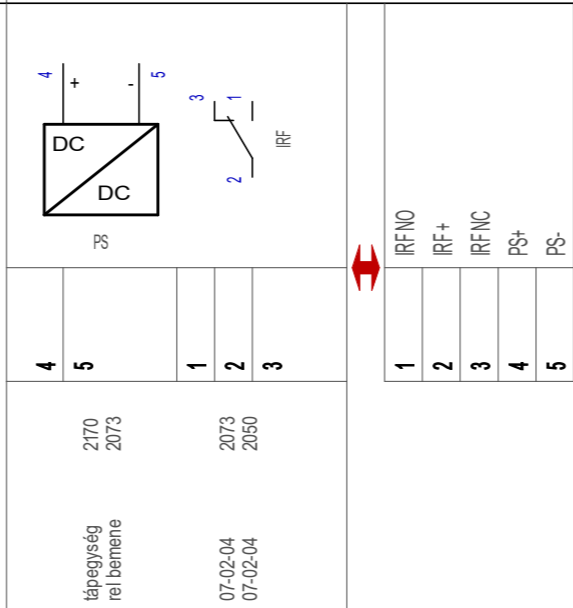 4
+
-
5
DC
DC
PS
3
1
2
IRF
4
5
1
2
3
2170
2073
2073
2050
tápegység
rel bemene
07-02-04
07-02-04
IRF NO
IRF +
IRF NC
PS+
PS-
1
2
3
4
5